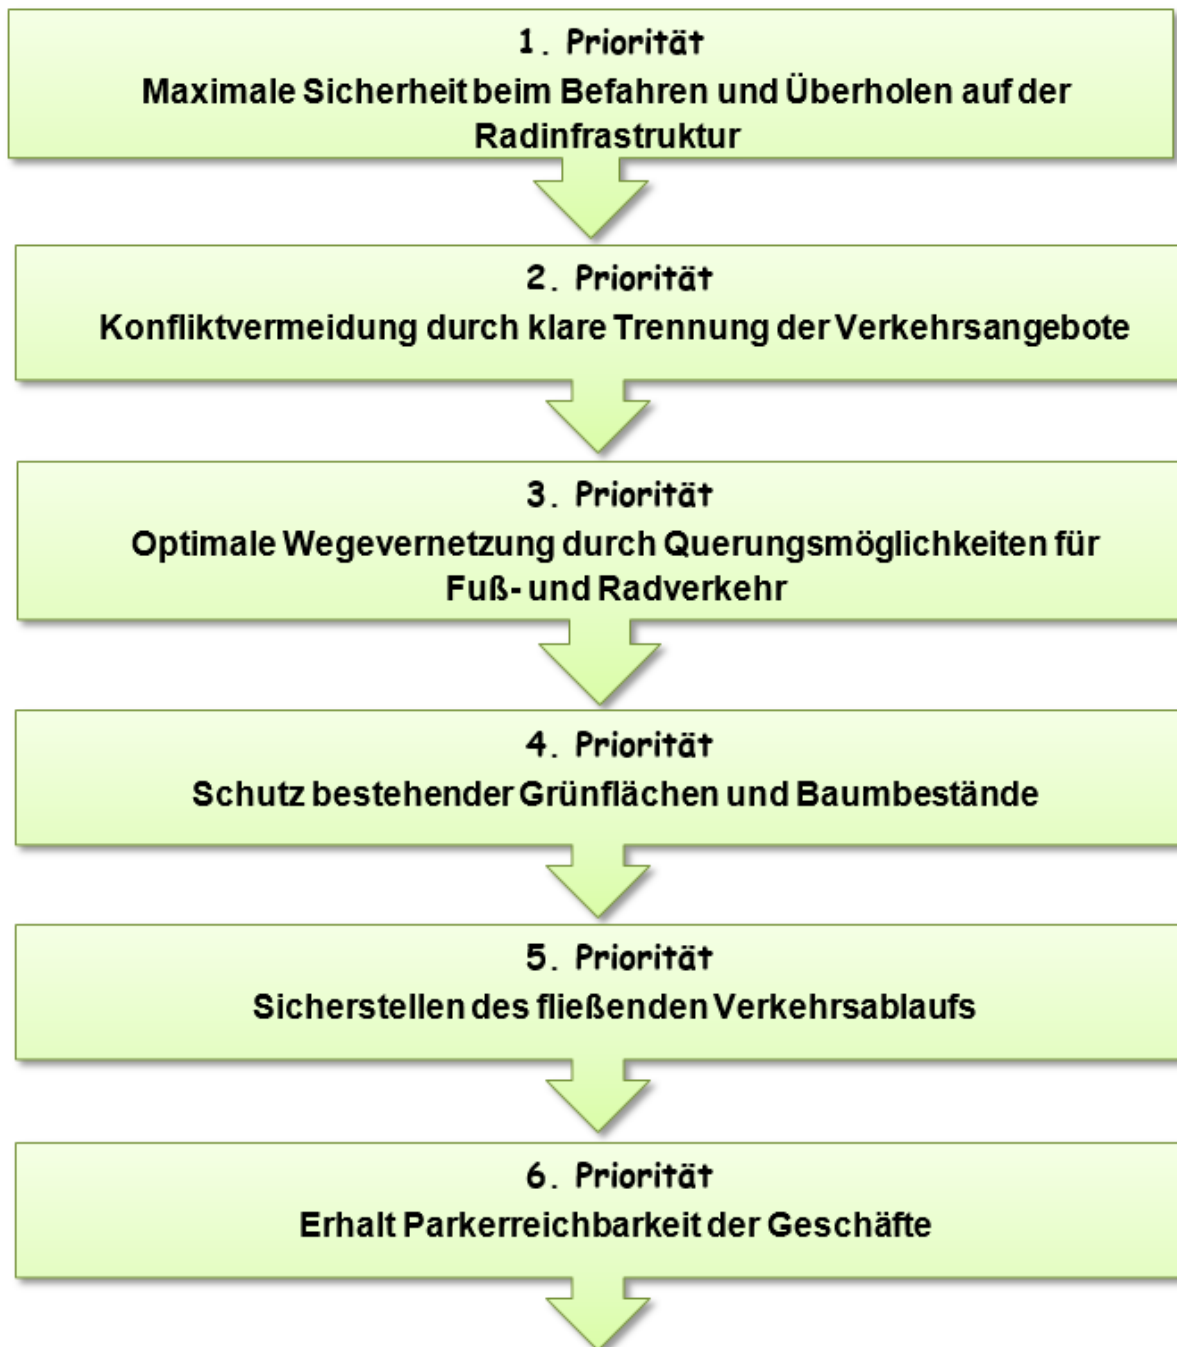 1. Priorität
Maximale Sicherheit beim Befahren und Überholen auf der
Radinfrastruktur
2. Priorität
Konfliktvermeidung durch klare Trennung der Verkehrsangebote
3. Priorität
Optimale Wegevernetzung durch Querungsmöglichkeiten für
Fuß- und Radverkehr
4. Priorität
Schutz bestehender Grünflächen und Baumbestände
5. Priorität
Sicherstellen des fließenden Verkehrsablaufs
6. Priorität
Erhalt Parkerreichbarkeit der Geschäfte